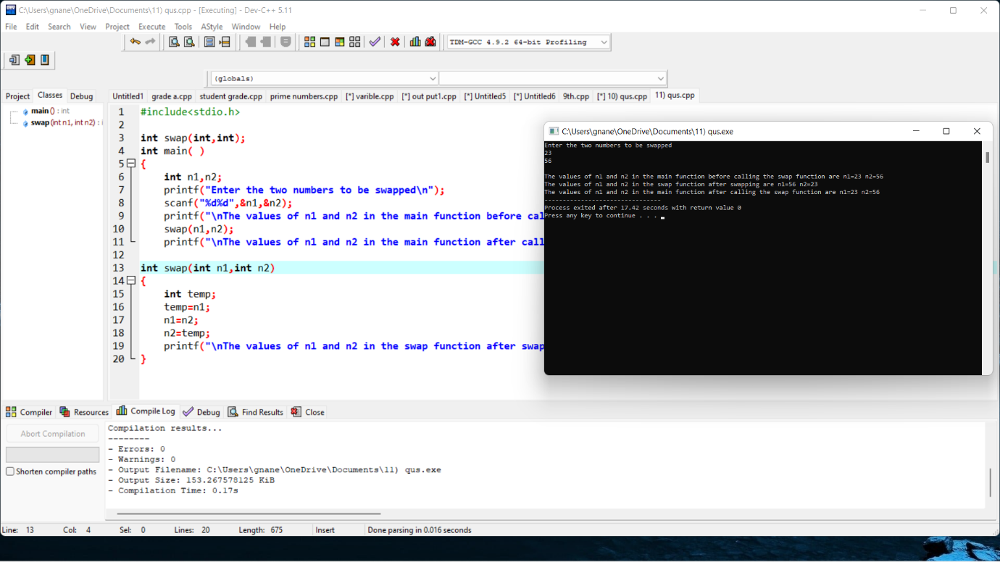 C:\Users\gnane\OneDrive\Documents\11) qus.cpp - [Executing] - Dev-C++ 5.11
File Edit Search View Project Execute Tools AStyle Window Help
TDM-GCC 4.9.2 64-bit Profiling
(globals)
Project Classes Debug
Untitled1 grade a.cpp student grade.cpp prime numbers.cpp [*] varible.cpp [*] out put1.cpp [*] Untitled5 [*] Untitled6 9th.cpp [*] 10) qus.cpp 11) qus.cpp
main () : int
swap (int n1, int n2) : i
1 #include<stdio.h>
2
3 int swap(int,int);
4 int main( )
5 {
6 int n1,n2;
7 printf("Enter the two numbers to be swapped\n");
8 scanf("%d%d",&n1,&n2);
9 printf("\nThe values of n1 and n2 in the main function before cal
10 swap(n1,n2);
11 printf("\nThe values of n1 and n2 in the main function after call
12
13 int swap(int n1,int n2)
14 {
15 int temp;
16 temp=n1;
17 n1=n2;
18 n2=temp;
19 printf("\nThe values of n1 and n2 in the swap function after swap
20 }
C:\Users\gnane\OneDrive\Documents\11) qus.exe
Enter the two numbers to be swapped
23
56
The values of n1 and n2 in the main function before calling the swap function are n1=23 n2=56
The values of n1 and n2 in the swap function after swapping are n1=56 n2=23
The values of n1 and n2 in the main function after calling the swap function are n1=23 n2=56
--------------------------------
Process exited after 17.42 seconds with return value 0
Press any key to continue . . .
Compiler Resources Compile Log Debug Find Results Close
Abort Compilation
Shorten compiler paths
Compilation results...
--------
- Errors: 0
- Warnings: 0
- Output Filename: C:\Users\gnane\OneDrive\Documents\11) qus.exe
- Output Size: 153.267578125 KiB
- Compilation Time: 0.17s
Line: 13 Col: 4 Sel: 0 Lines: 20 Length: 675 Insert Done parsing in 0.016 seconds